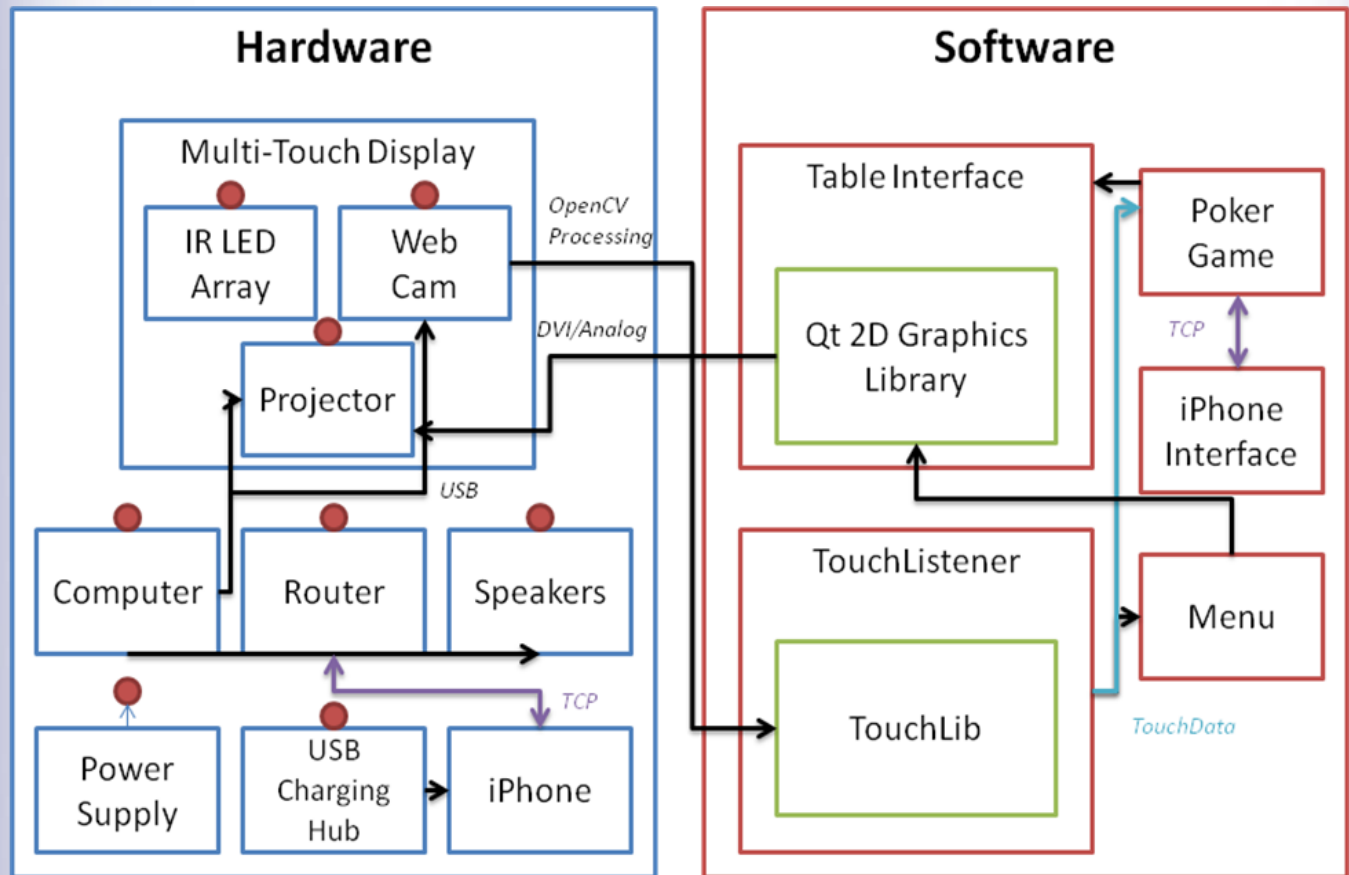 Hardware
Multi-Touch Display
IR LED
Array
Web
Cam
Projector
OpenCV
Processing
DVI/Analog
USB
Computer
Router
Speakers
TCP
Power
Supply
USB
Charging
Hub
iPhone
Software
Table Interface
Qt 2D Graphics
Library
Poker
Game
TCP
iPhone
Interface
TouchListener
TouchLib
Menu
TouchData